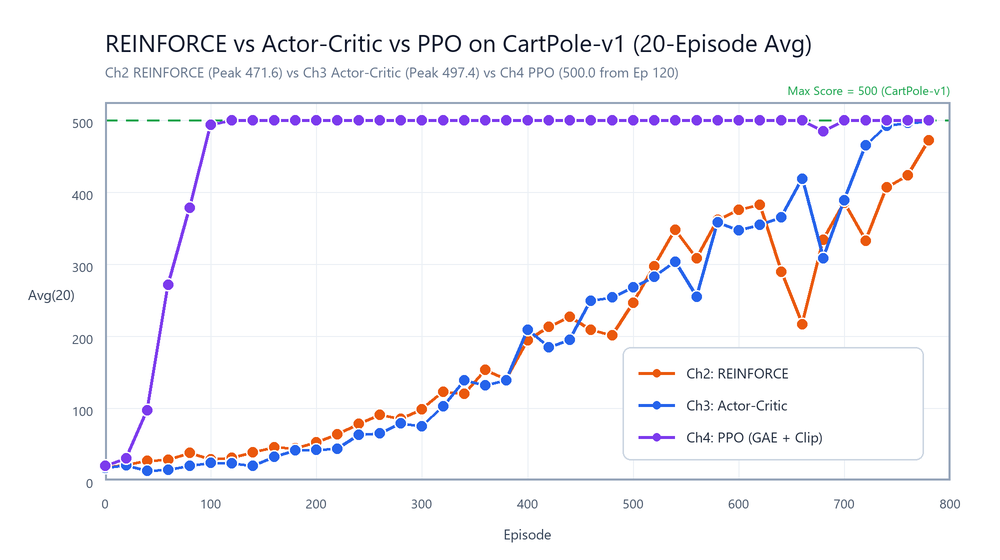 REINFORCE vs Actor-Critic vs PPO on CartPole-v1 (20-Episode Avg)
Ch2 REINFORCE (Peak 471.6) vs Ch3 Actor-Critic (Peak 497.4) vs Ch4 PPO (500.0 from Ep 120)
Max Score = 500 (CartPole-v1)
500
400
300
Avg(20)
200
100
0
Ch2: REINFORCE
Ch3: Actor-Critic
Ch4: PPO (GAE + Clip)
0 100 200 300 400 500 600 700 800
Episode